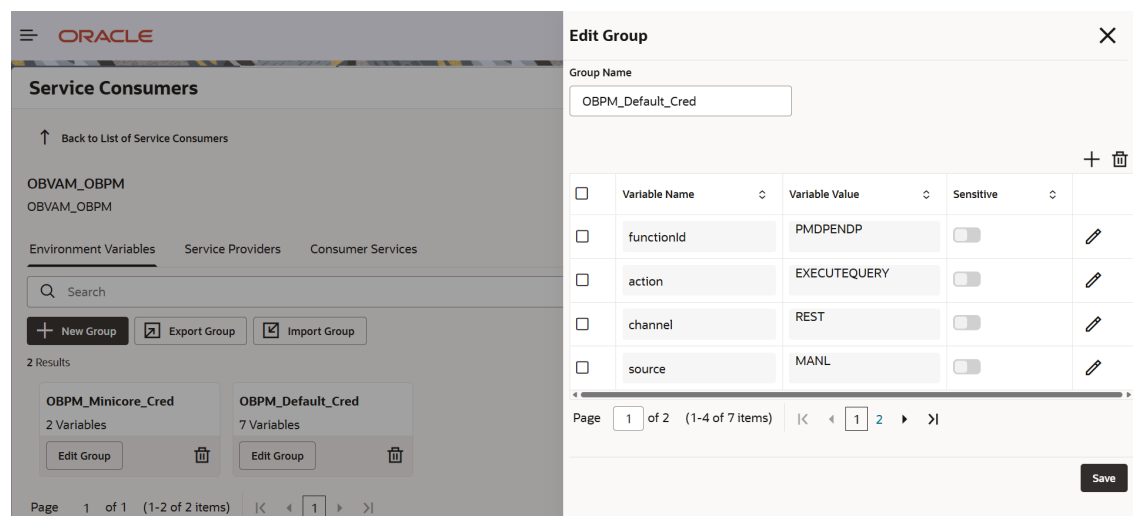 ORACLE
Service Consumers
Back to List of Service Consumers
OBVAM_OBPM
OBVAM_OBPM
Environment Variables Service Providers Consumer Services
Search
New Group Export Group Import Group
2 Results
OBPM_Minicore_Cred OBPM_Default_Cred
2 Variables 7 Variables
Edit Group Edit Group
Page 1 of 1 (1-2 of 2 items) 1
Edit Group
Group Name
OBPM_Default_Cred
Variable Name Variable Value Sensitive
functionId PMDPENDP
action EXECUTEQUERY
channel REST
source MANL
Page 1 of 2 (1-4 of 7 items) 1 2
Save